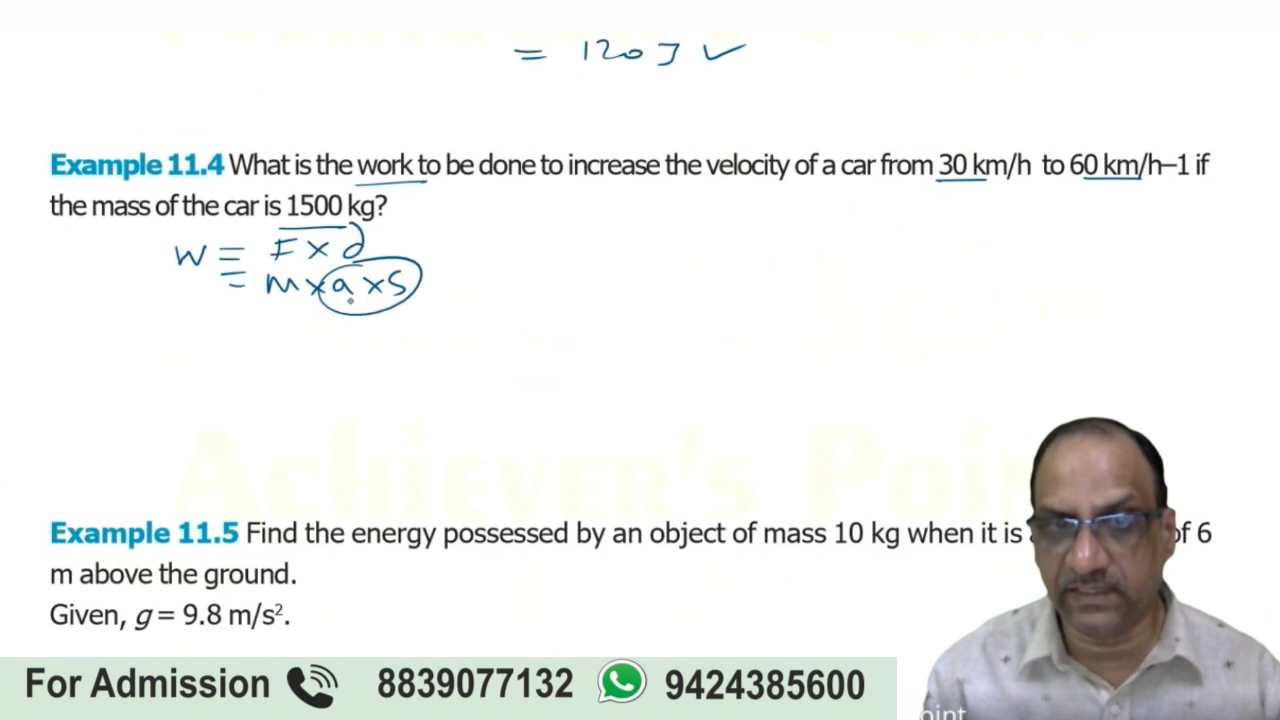 = 120 J ✓
Example 11.4 What is the work to be done to increase the velocity of a car from 30 km/h to 60 km/h–1 if
the mass of the car is 1500 kg?
W = F × d
= m × a × s
ACHIEVER'S POIN
Example 11.5 Find the energy possessed by an object of mass 10 kg when it is of 6
m above the ground.
Given, g = 9.8 m/s².
For Admission 8839077132 9424385600
oint